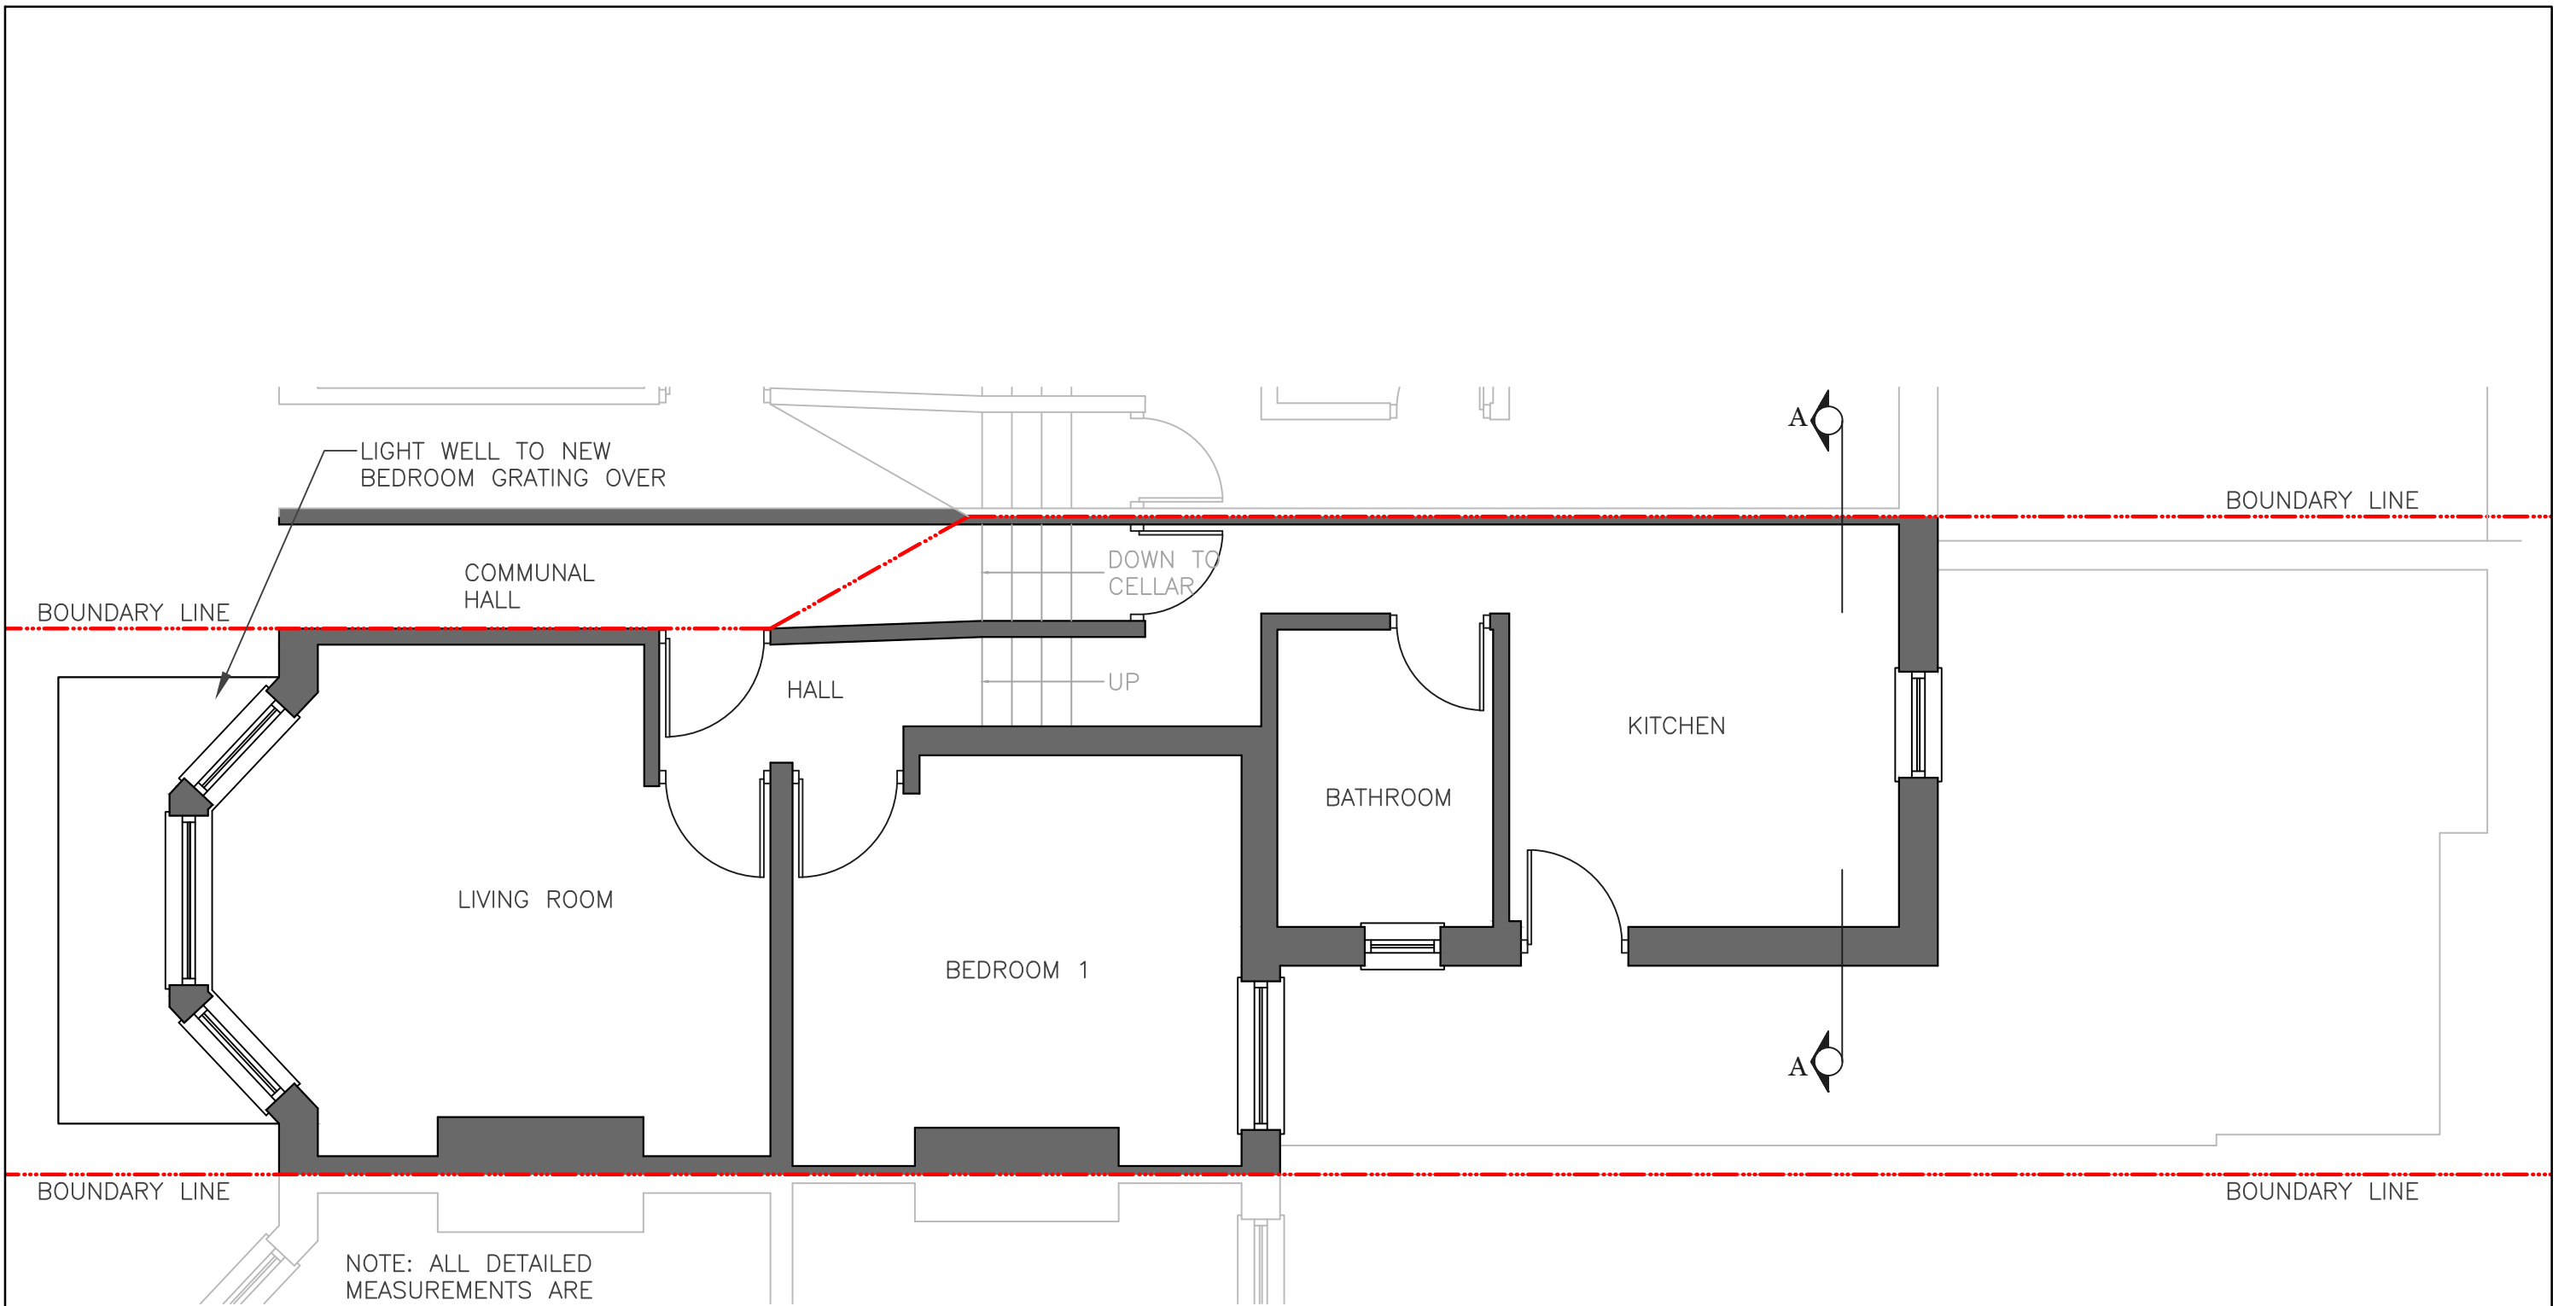 A
LIGHT WELL TO NEW
BEDROOM GRATING OVER
BOUNDARY LINE
DOWN TO
CELLAR
COMMUNAL
HALL
BOUNDARY LINE
UP
HALL
KITCHEN
BATHROOM
LIVING ROOM
BEDROOM 1
A
BOUNDARY LINE
BOUNDARY LINE
NOTE: ALL DETAILED
MEASUREMENTS ARE